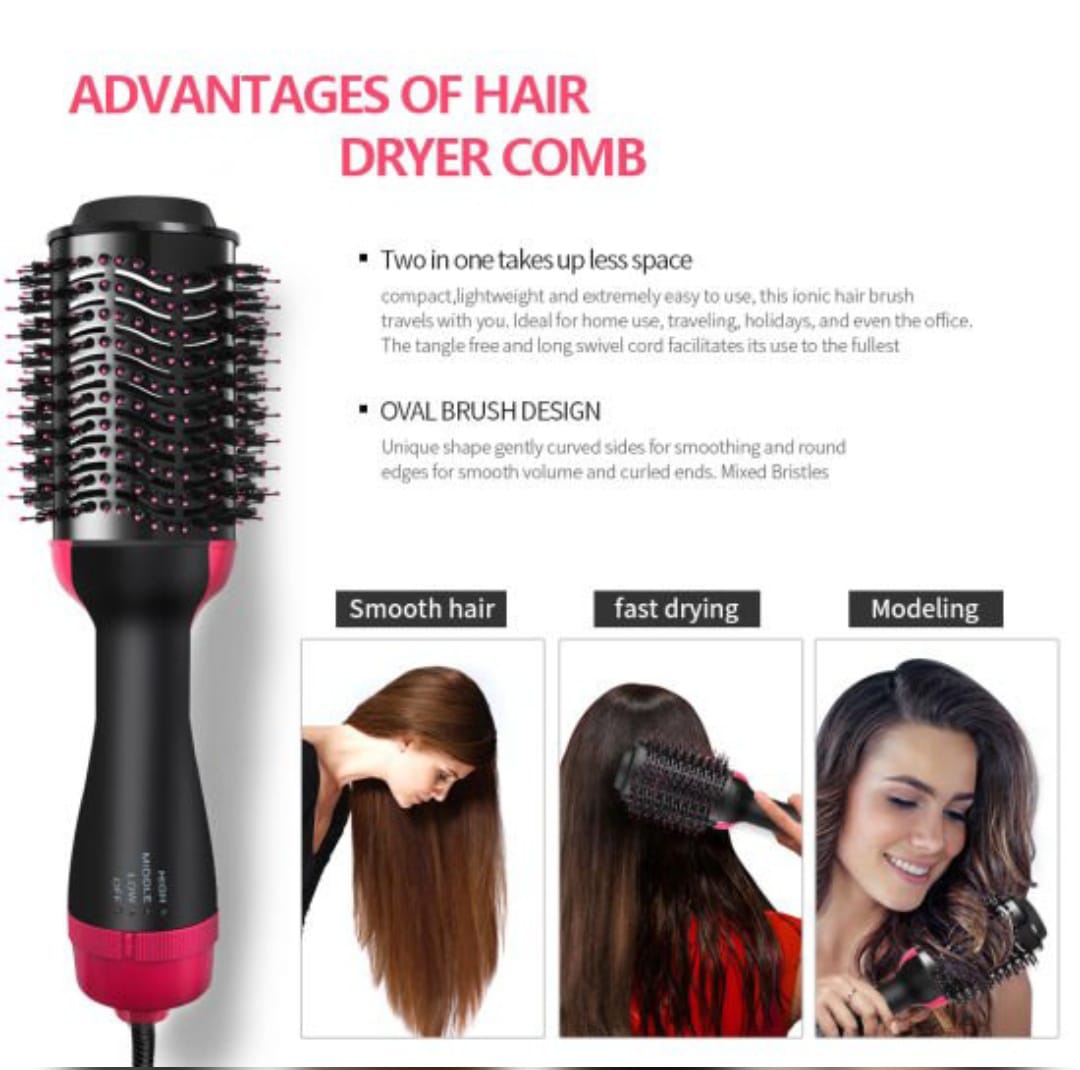 ADVANTAGES OF HAIR
DRYER COMB
▪ Two in one takes up less space
compact,lightweight and extremely easy to use, this ionic hair brush
travels with you. Ideal for home use, traveling, holidays, and even the office.
The tangle free and long swivel cord facilitates its use to the fullest
▪ OVAL BRUSH DESIGN
Unique shape gently curved sides for smoothing and round
edges for smooth volume and curled ends. Mixed Bristles
Smooth hair
fast drying
Modeling
HIGH
MIDDLE
LOW
OFF